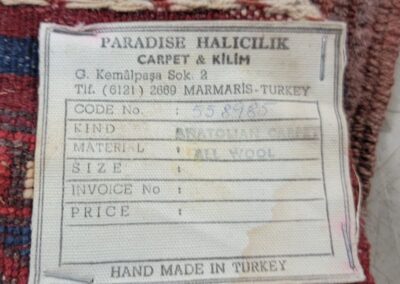 PARADISE HALICILIK
CARPET & KİLİM
G. Kemâlpaşa Sok. 2
Tlf. (6121) 2669 MARMARİS-TURKEY
CODE No. : 558985
KIND : ANATOLIAN CARPET
MATERIAL : ALL WOOL
SIZE :
INVOICE No :
PRICE :
HAND MADE IN TURKEY